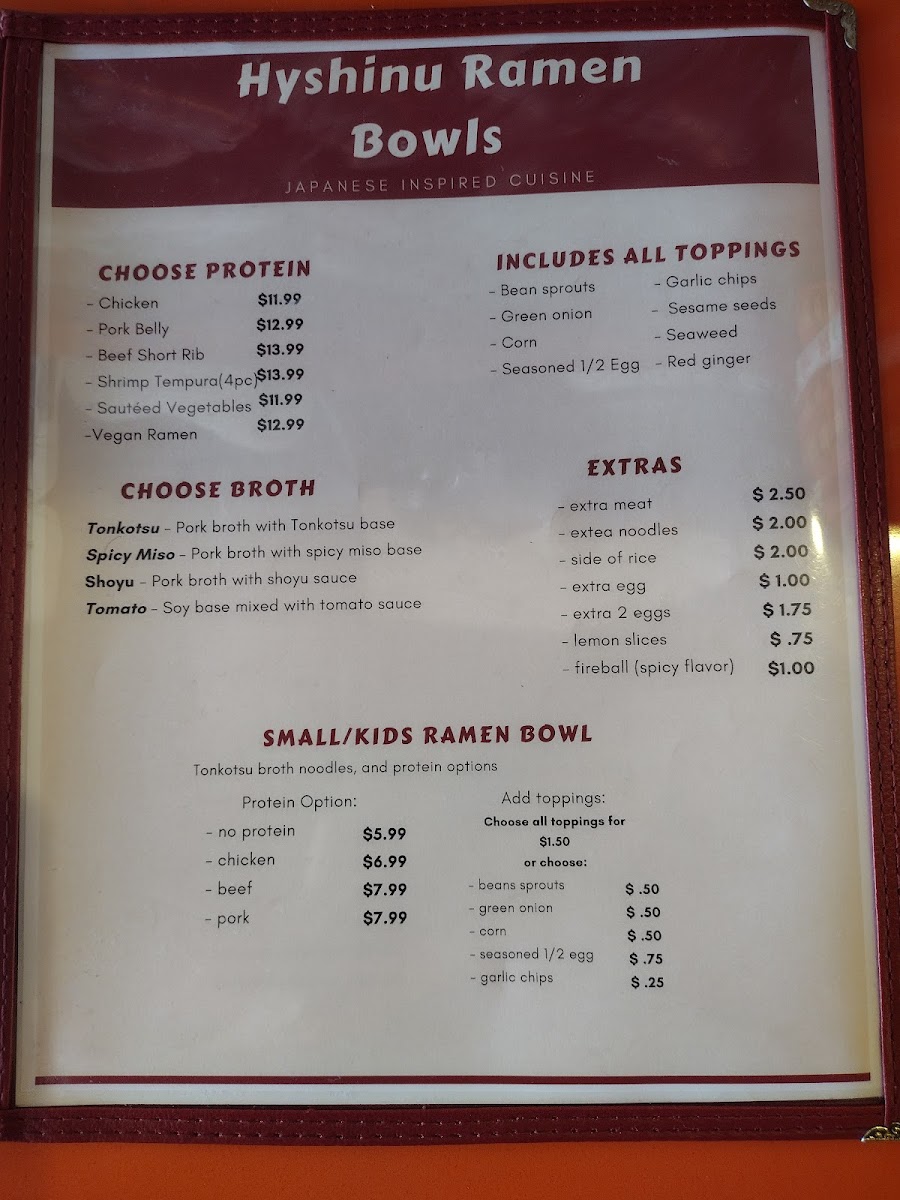 Hyshinu Ramen
Bowls
JAPANESE INSPIRED CUISINE
CHOOSE PROTEIN
- Chicken $11.99
- Pork Belly $12.99
- Beef Short Rib $13.99
- Shrimp Tempura(4pc) $13.99
- Sautéed Vegetables $11.99
-Vegan Ramen $12.99
INCLUDES ALL TOPPINGS
- Bean sprouts - Garlic chips
- Green onion - Sesame seeds
- Corn - Seaweed
- Seasoned 1/2 Egg - Red ginger
CHOOSE BROTH
Tonkotsu - Pork broth with Tonkotsu base
Spicy Miso - Pork broth with spicy miso base
Shoyu - Pork broth with shoyu sauce
Tomato - Soy base mixed with tomato sauce
EXTRAS
- extra meat $ 2.50
- extea noodles $ 2.00
- side of rice $ 2.00
- extra egg $ 1.00
- extra 2 eggs $ 1.75
- lemon slices $ .75
- fireball (spicy flavor) $1.00
SMALL/KIDS RAMEN BOWL
Tonkotsu broth noodles, and protein options
Protein Option:
- no protein $5.99
- chicken $6.99
- beef $7.99
- pork $7.99
Add toppings:
Choose all toppings for
$1.50
or choose:
- beans sprouts $ .50
- green onion $ .50
- corn $ .50
- seasoned 1/2 egg $ .75
- garlic chips $ .25